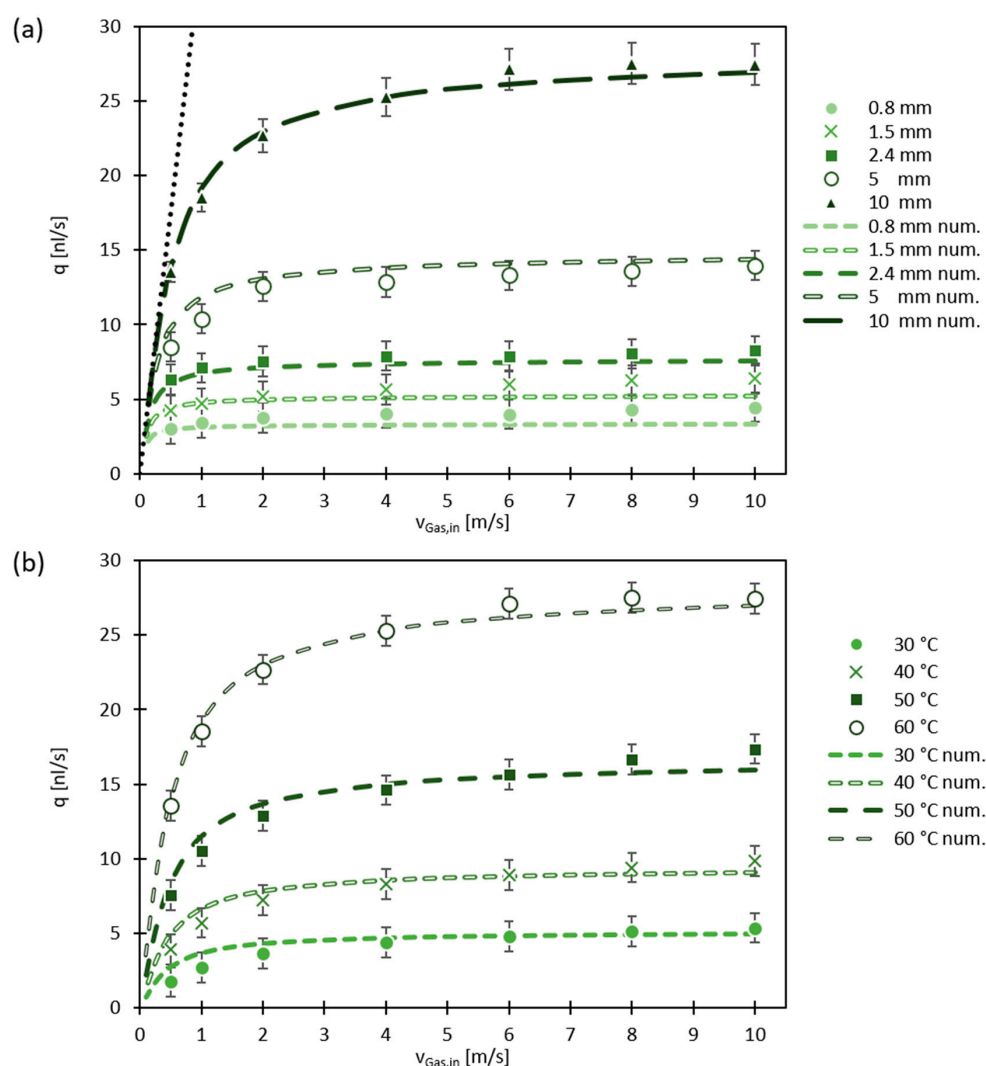 (a)
30
25
20
15
10
5
0
q [nl/s]
0 1 2 3 4 5 6 7 8 9 10
vGas,in [m/s]
0.8 mm
1.5 mm
2.4 mm
5 mm
10 mm
0.8 mm num.
1.5 mm num.
2.4 mm num.
5 mm num.
10 mm num.
(b)
30
25
20
15
10
5
0
q [nl/s]
0 1 2 3 4 5 6 7 8 9 10
vGas,in [m/s]
30 °C
40 °C
50 °C
60 °C
30 °C num.
40 °C num.
50 °C num.
60 °C num.